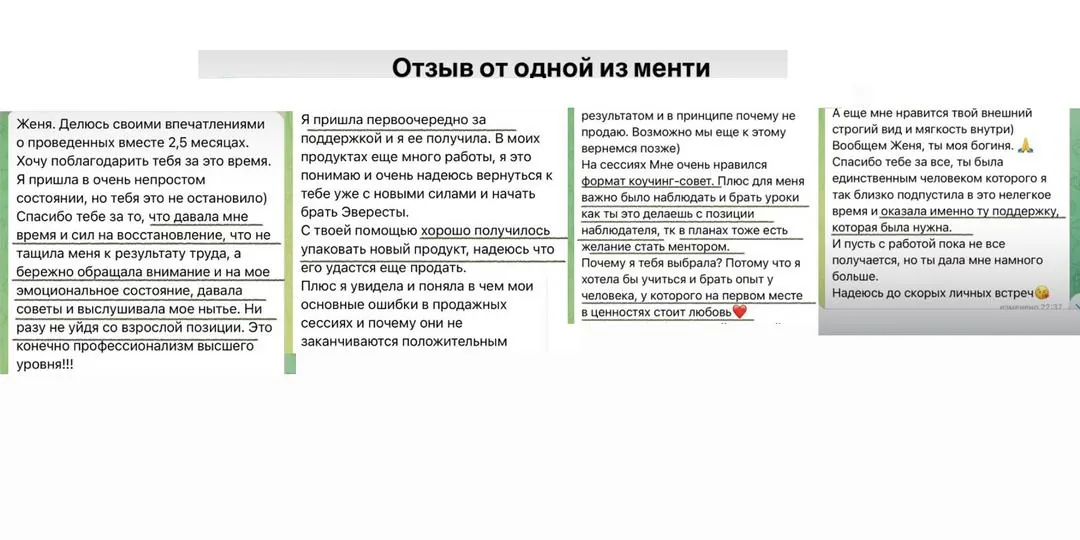 Отзыв от одной из менти
Женя. Делюсь своими впечатлениями
о проведенных вместе 2,5 месяцах.
Хочу поблагодарить тебя за это время.
Я пришла в очень непростом
состоянии, но тебя это не остановило)
Спасибо тебе за то, что давала мне
время и сил на восстановление, что не
тащила меня к результату труда, а
бережно обращала внимание и на мое
эмоциональное состояние, давала
советы и выслушивала мое нытье. Ни
разу не уйдя со взрослой позиции. Это
конечно профессионализм высшего
уровня!!!
Я пришла первоочередно за
поддержкой и я ее получила. В моих
продуктах еще много работы, я это
понимаю и очень надеюсь вернуться к
тебе уже с новыми силами и начать
брать Эвересты.
С твоей помощью хорошо получилось
упаковать новый продукт, надеюсь что
его удастся еще продать.
Плюс я увидела и поняла в чем мои
основные ошибки в продажных
сессиях и почему они не
заканчиваются положительным
результатом и в принципе почему не
продаю. Возможно мы еще к этому
вернемся позже)
На сессиях Мне очень нравился
формат коучинг-совет. Плюс для меня
важно было наблюдать и брать уроки
как ты это делаешь с позиции
наблюдателя, тк в планах тоже есть
желание стать ментором.
Почему я тебя выбрала? Потому что я
хотела бы учиться и брать опыт у
человека, у которого на первом месте
в ценностях стоит любовь❤️
А еще мне нравится твой внешний
строгий вид и мягкость внутри)
Вообщем Женя, ты моя богиня. 🙏
Спасибо тебе за все, ты была
единственным человеком которого я
так близко подпустила в это нелегкое
время и оказала именно ту поддержку,
которая была нужна.
И пусть с работой пока не все
получается, но ты дала мне намного
больше.
Надеюсь до скорых личных встреч😘
изменено 22:37